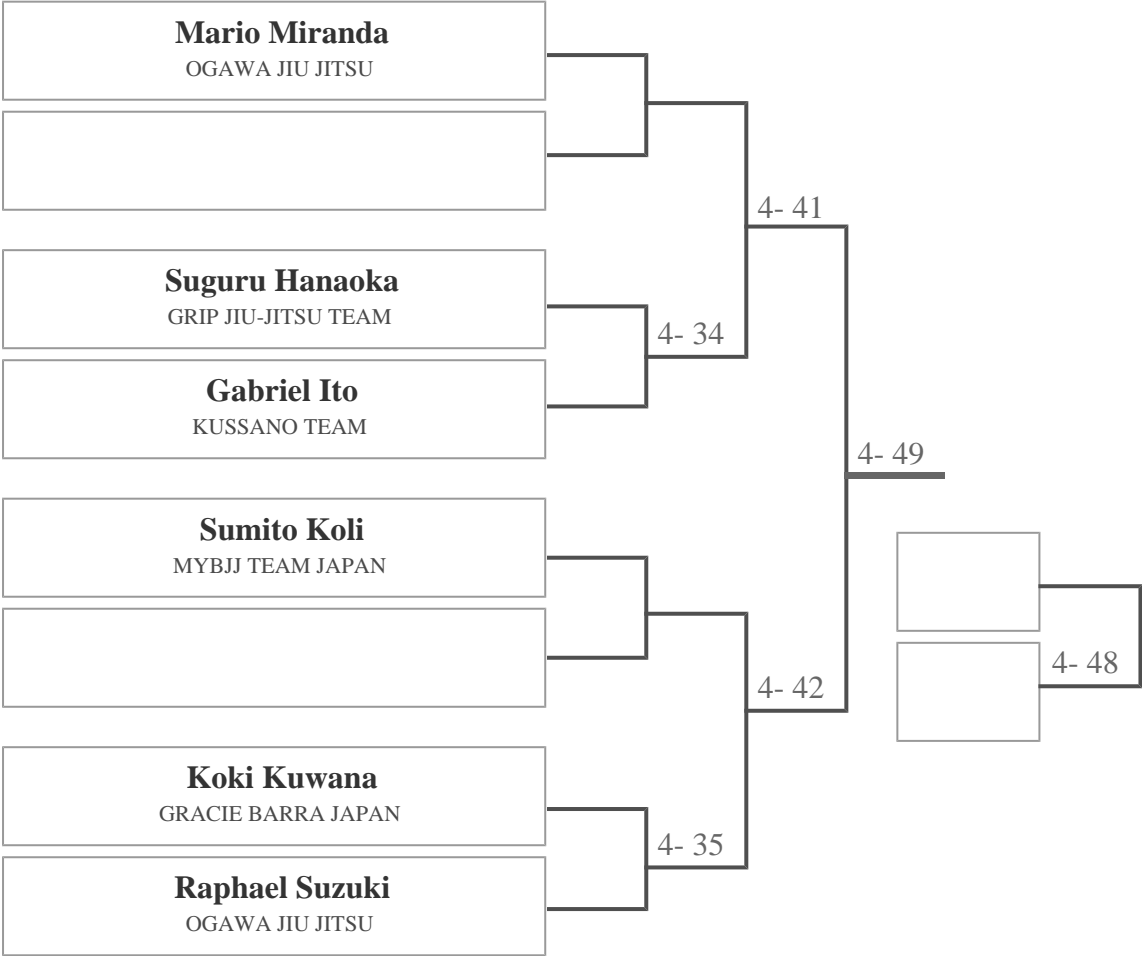 Mario Miranda
OGAWA JIU JITSU
4- 41
Suguru Hanaoka
GRIP JIU-JITSU TEAM
4- 34
Gabriel Ito
KUSSANO TEAM
4- 49
Sumito Koli
MYBJJ TEAM JAPAN
4- 48
4- 42
Koki Kuwana
GRACIE BARRA JAPAN
4- 35
Raphael Suzuki
OGAWA JIU JITSU